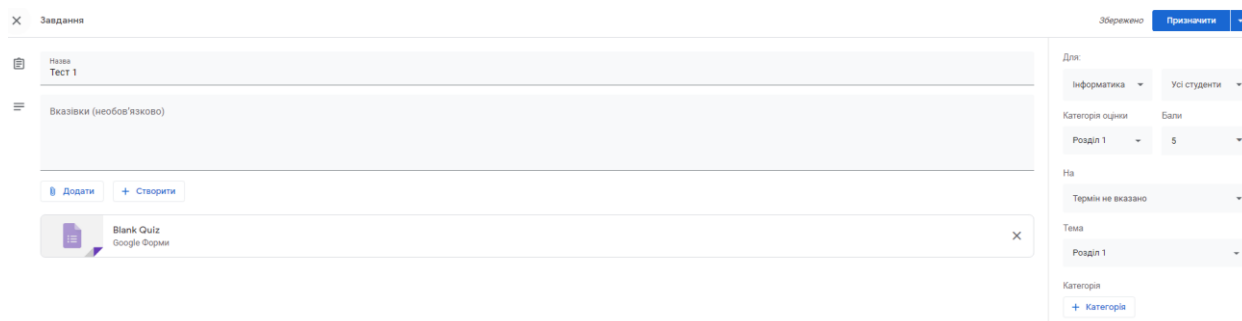 Завдання
Збережено
Призначити
Назва
Тест 1
Вказівки (необов'язково)
Додати
Створити
Blank Quiz
Google Форми
Для:
Інформатика
Усі студенти
Категорія оцінки
Бали
Розділ 1
5
На
Термін не вказано
Тема
Розділ 1
Категорія
+ Категорія